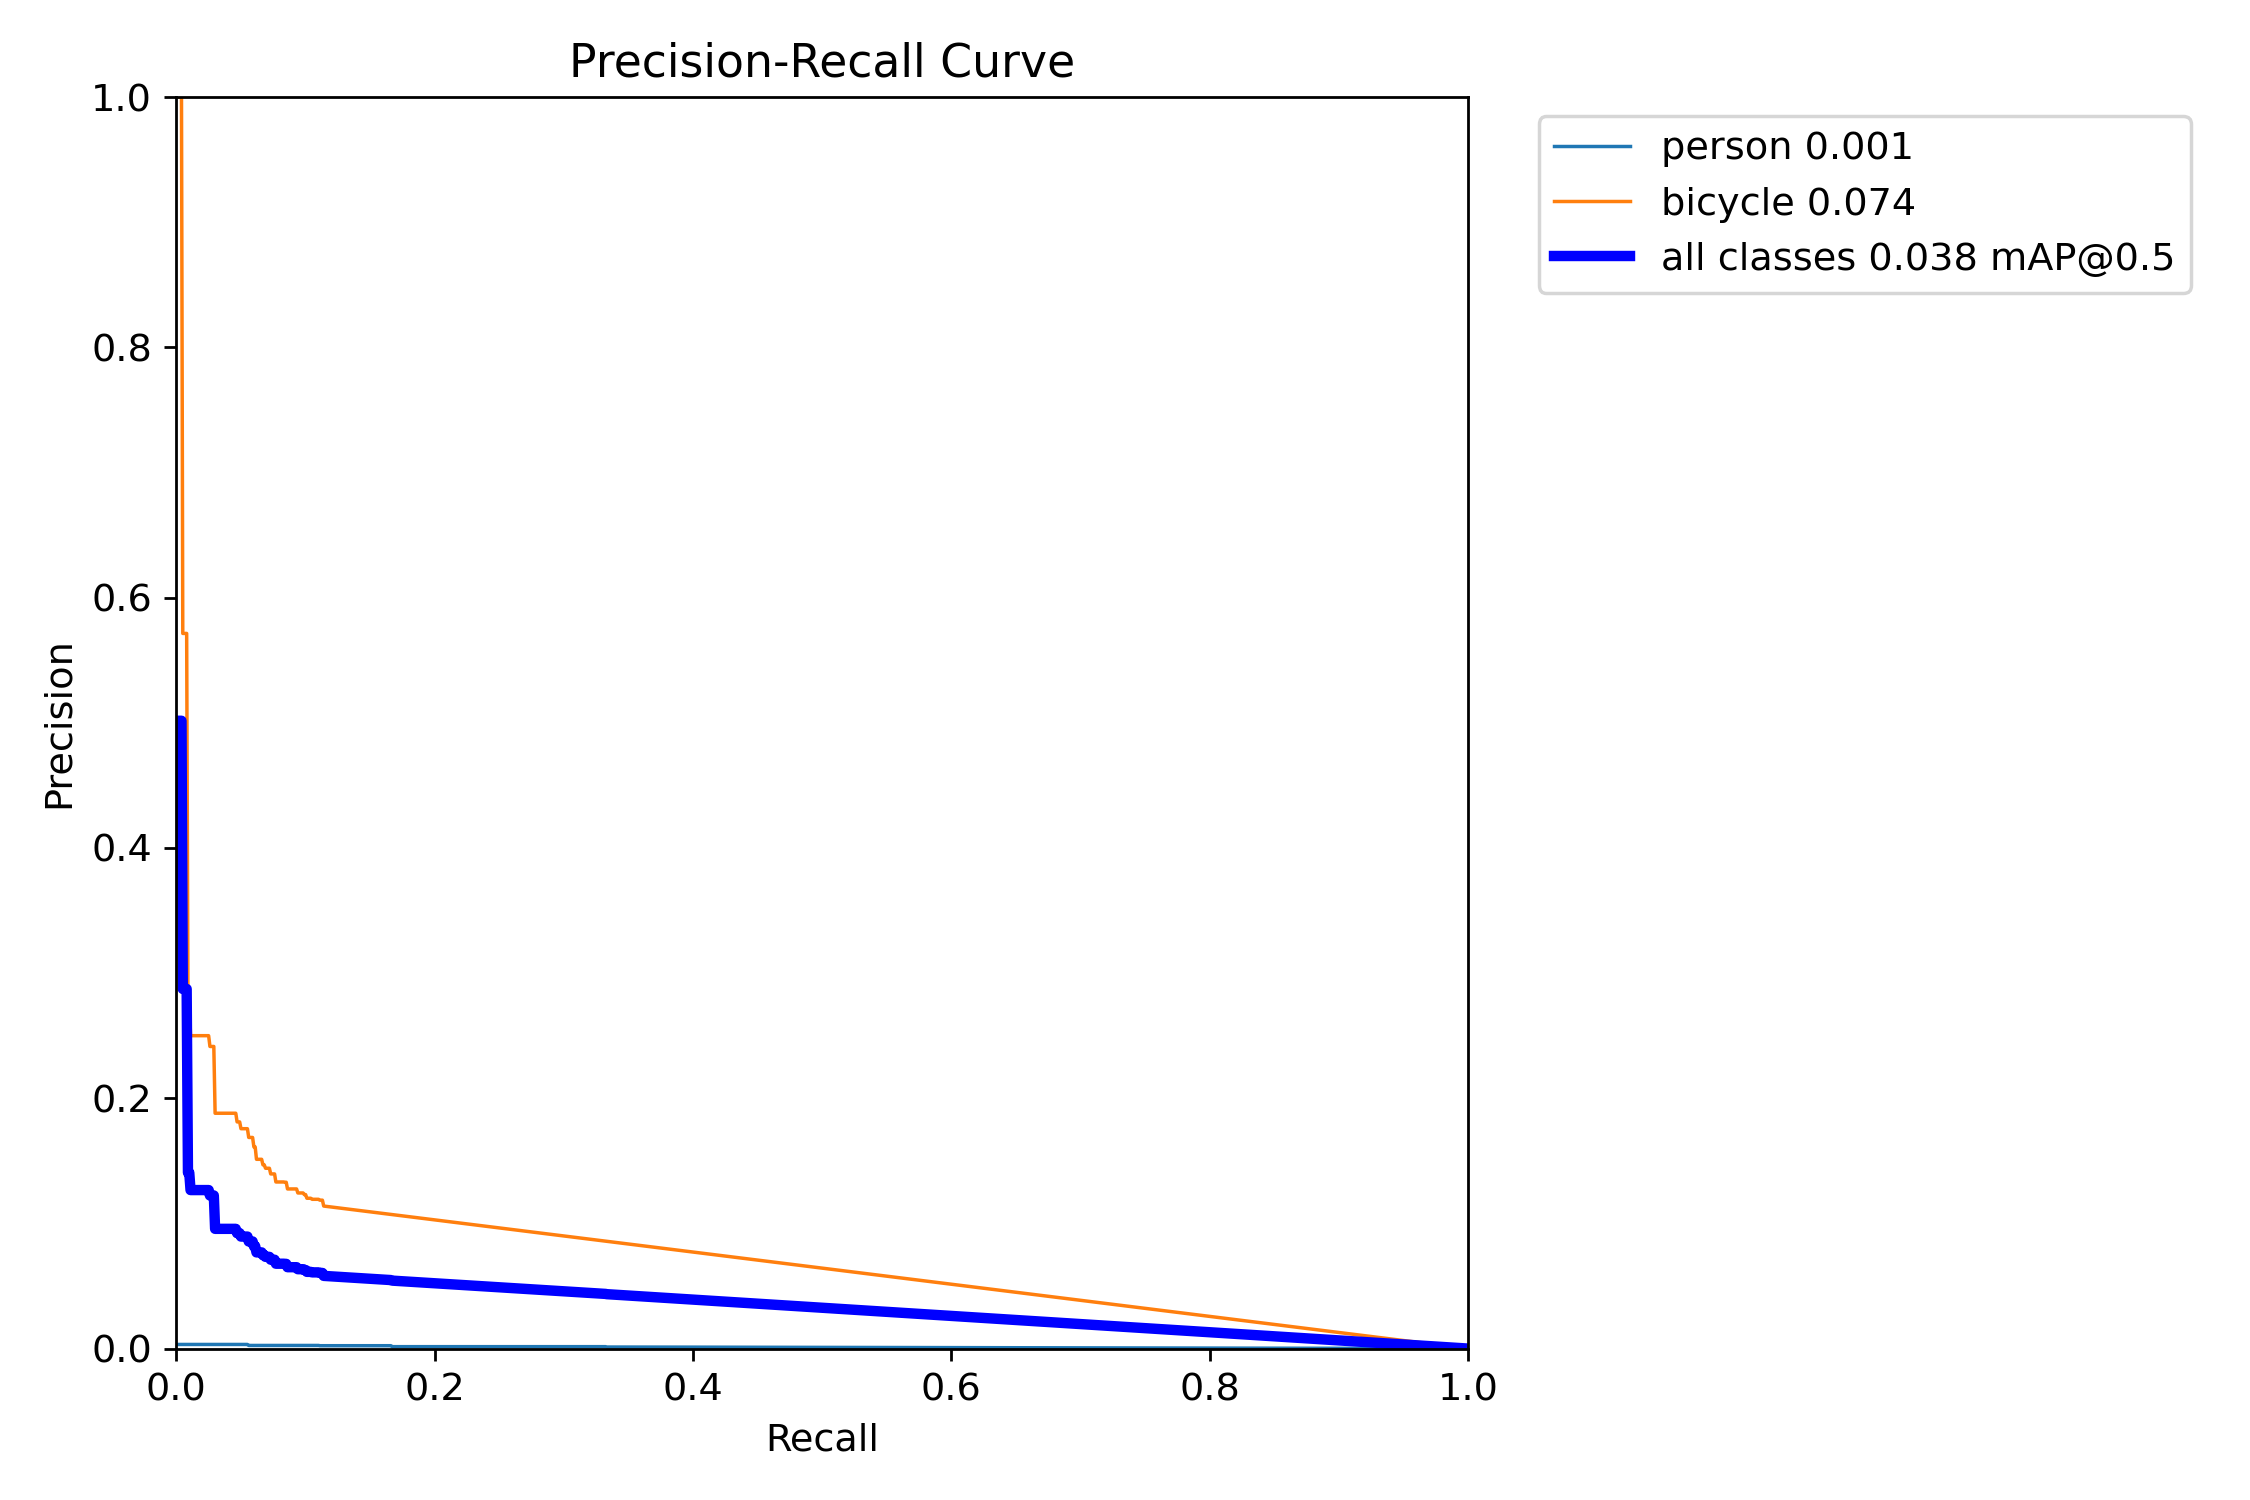 Precision-Recall Curve
person 0.001
bicycle 0.074
all classes 0.038 mAP@0.5
1.0
0.8
0.6
0.4
0.2
0.0
Precision
0.0 0.2 0.4 0.6 0.8 1.0
Recall